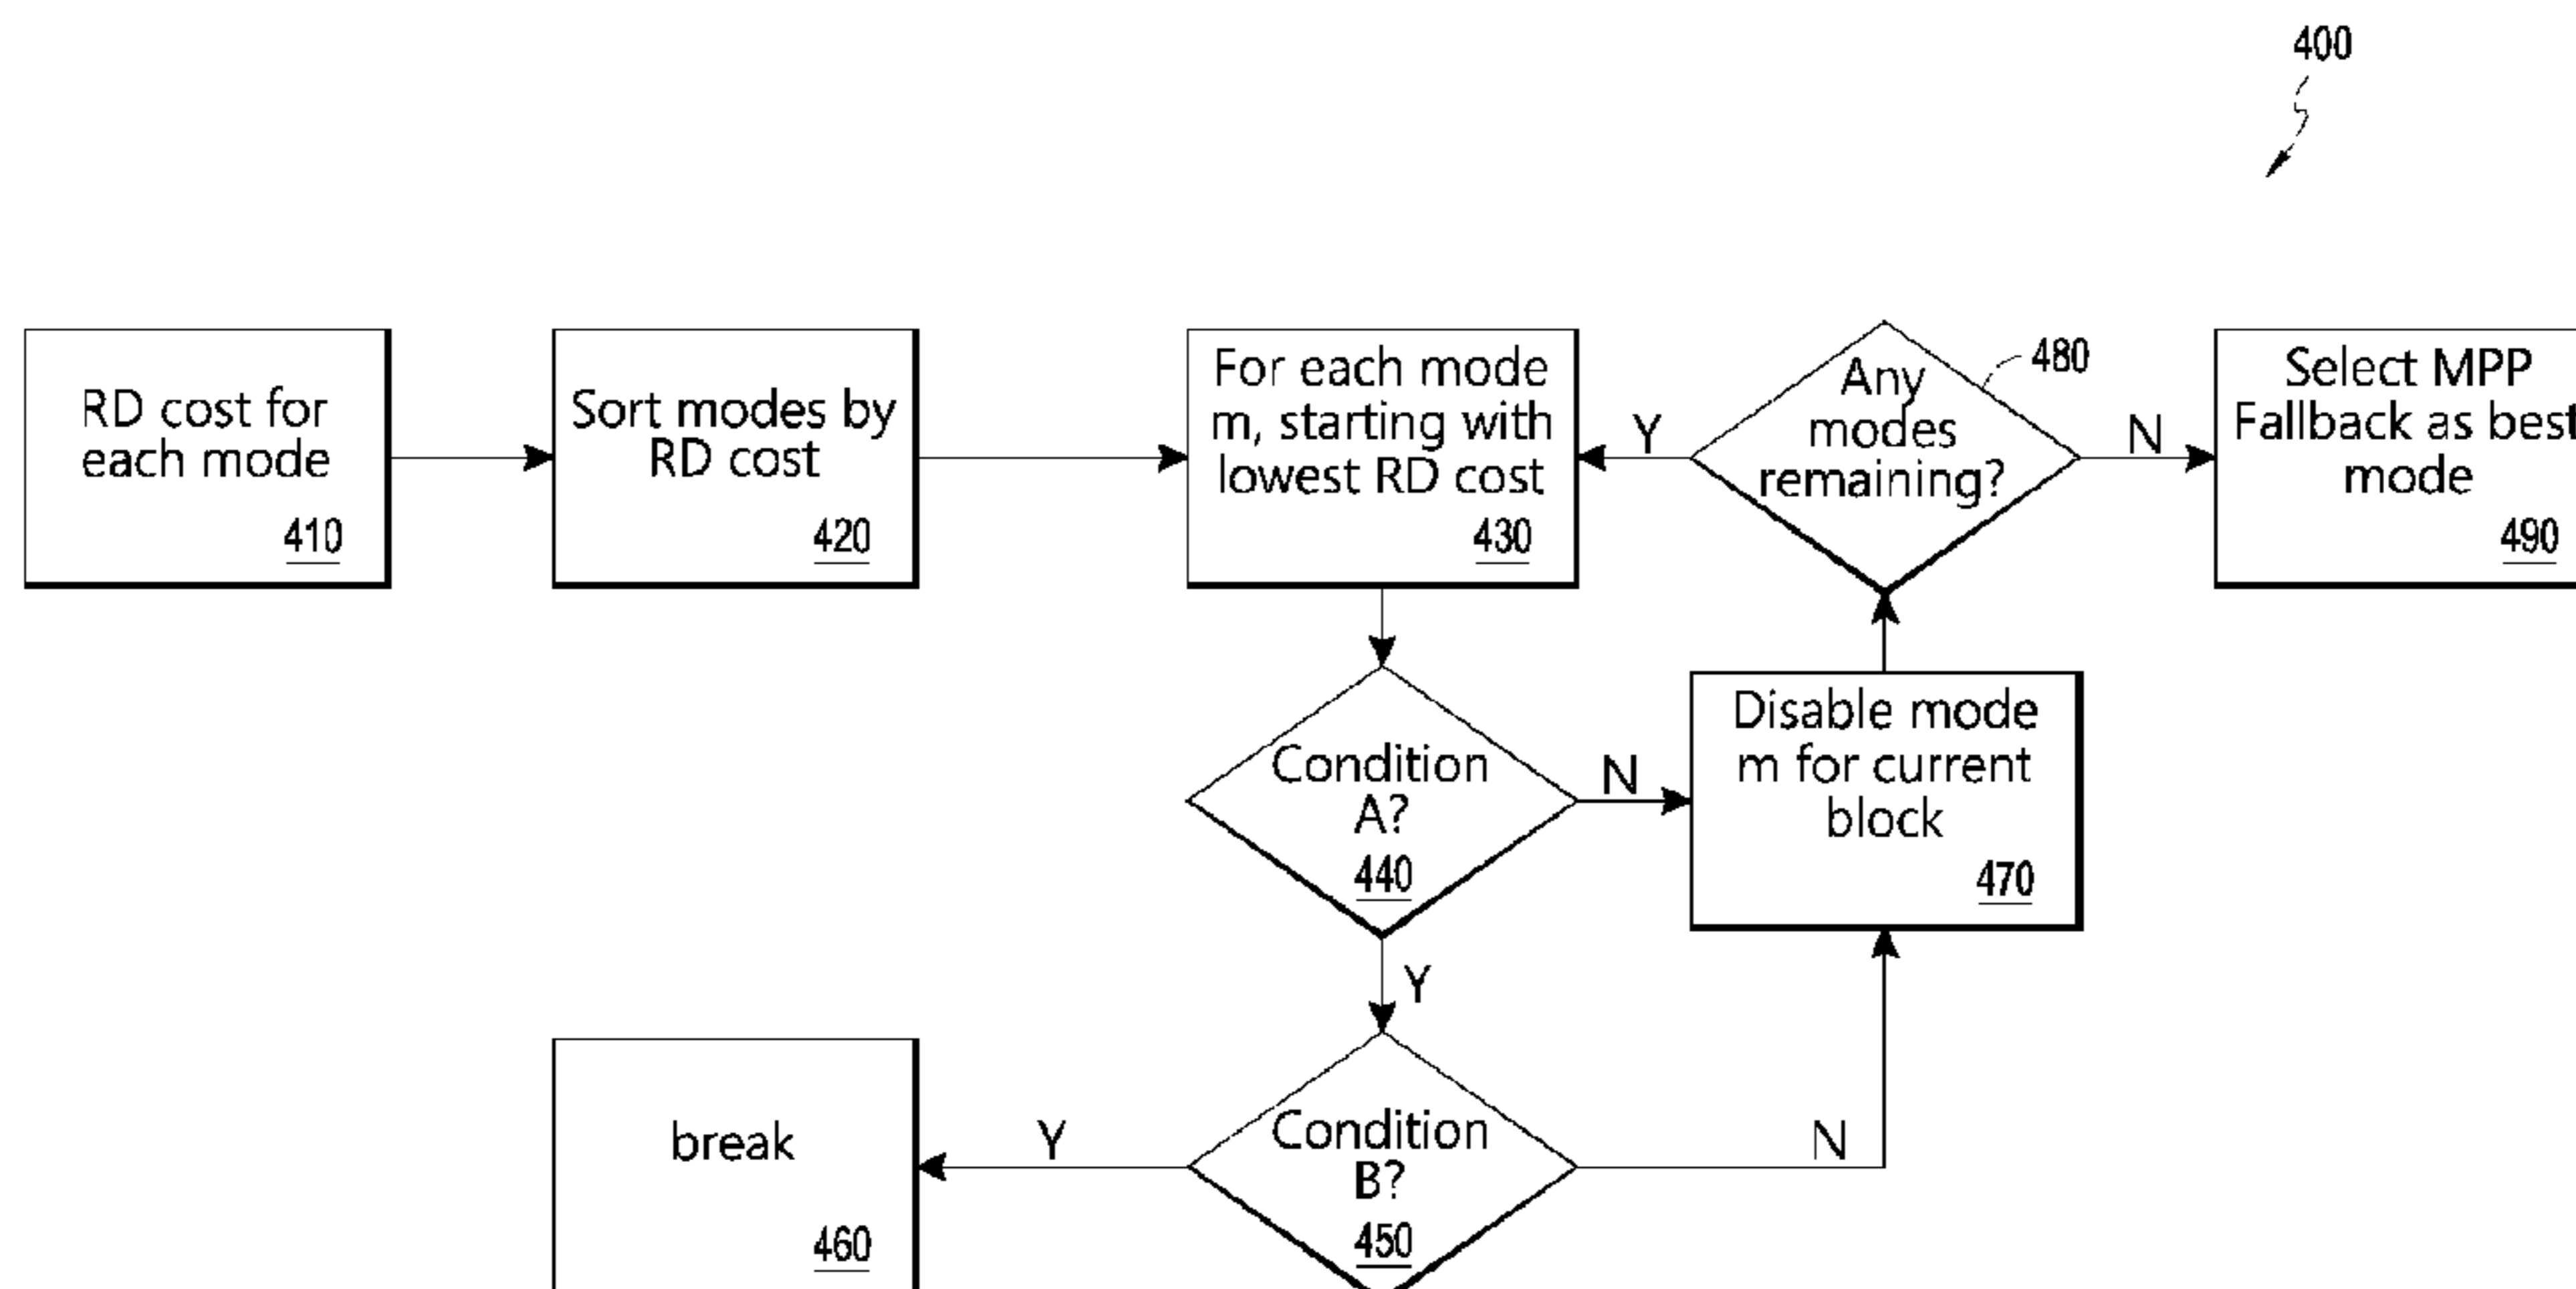 400
RD cost for
each mode
410
Sort modes by
RD cost
420
For each mode
m, starting with
lowest RD cost
430
Y
Any
modes
remaining?
480
N
Select MPP
Fallback as best
mode
490
Condition
A?
440
N
Disable mode
m for current
block
470
Y
break
460
Y
Condition
B?
450
N